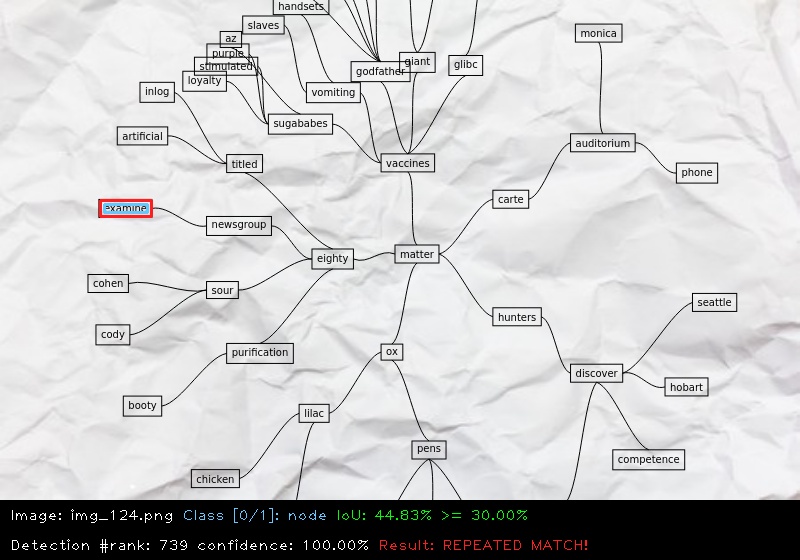 handsets
slaves
az
purple
stimulated
giant
glibc
godfather
monica
loyalty
inlog
vomiting
sugababes
artificial
auditorium
titled
vaccines
phone
carte
examine
newsgroup
matter
eighty
cohen
sour
seattle
hunters
cody
purification
ox
discover
hobart
booty
lilac
pens
competence
chicken
Image: img_124.png Class [0/1]: node IoU: 44.83% >= 30.00%
Detection #rank: 739 confidence: 100.00% Result: REPEATED MATCH!